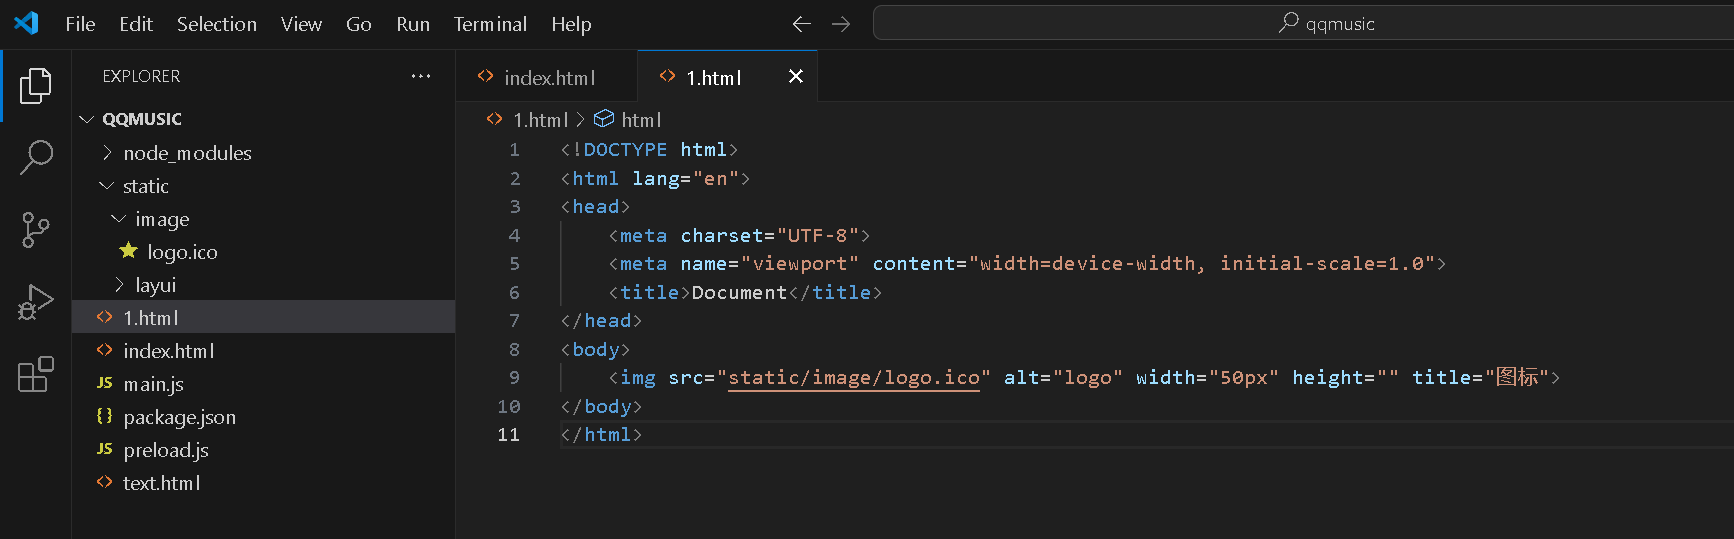 File Edit Selection View Go Run Terminal Help
qqmusic
EXPLORER
QQMUSIC
node_modules
static
image
logo.ico
layui
1.html
index.html
JS main.js
{} package.json
JS preload.js
text.html
index.html 1.html
1.html > html
1 <!DOCTYPE html>
2 <html lang="en">
3 <head>
4 <meta charset="UTF-8">
5 <meta name="viewport" content="width=device-width, initial-scale=1.0">
6 <title>Document</title>
7 </head>
8 <body>
9 <img src="static/image/logo.ico" alt="logo" width="50px" height="" title="图标">
10 </body>
11 </html>